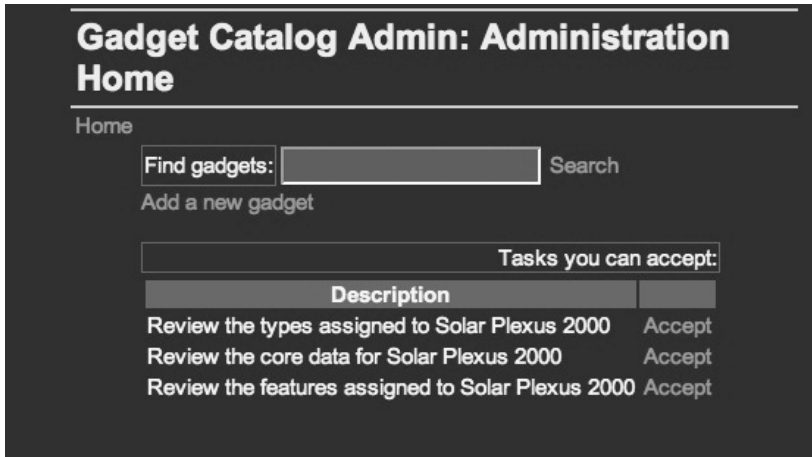 Gadget Catalog Admin: Administration
Home
Home
Find gadgets: Search
Add a new gadget
Tasks you can accept:
Description
Review the types assigned to Solar Plexus 2000 Accept
Review the core data for Solar Plexus 2000 Accept
Review the features assigned to Solar Plexus 2000 Accept